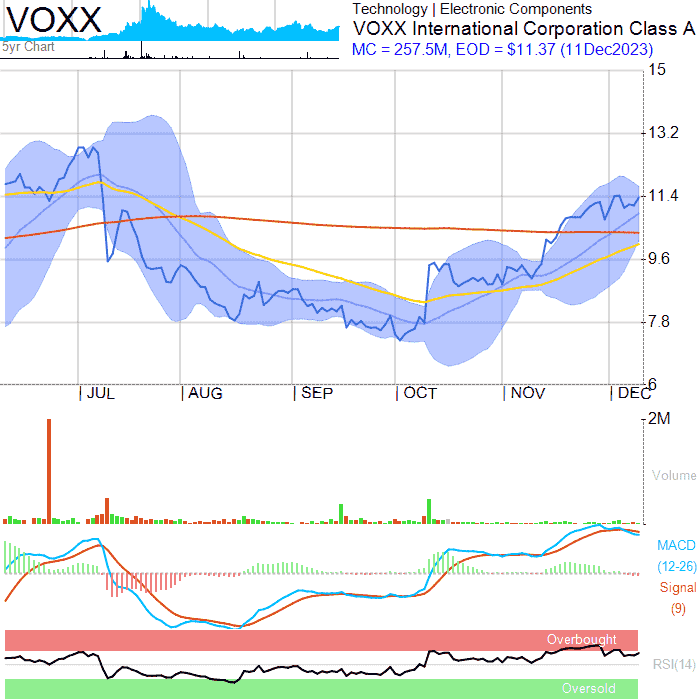 VOXX
5yr Chart
Technology | Electronic Components
VOXX International Corporation Class A
MC = 257.5M, EOD = $11.37 (11Dec2023)
15
13.2
11.4
9.6
7.8
6
JUL
AUG
SEP
OCT
NOV
DEC
2M
Volume
MACD
(12-26)
Signal
(9)
Overbought
RSI(14)
Oversold